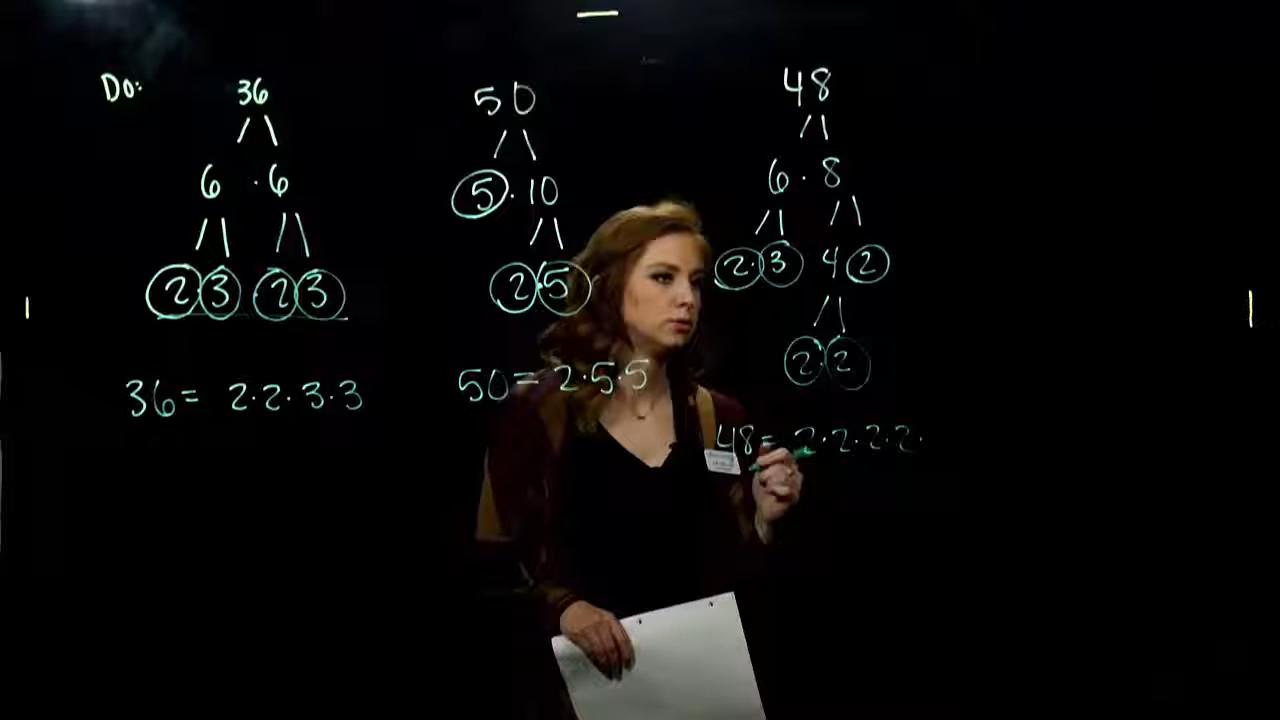 Do:
36
6 · 6
2 · 3 2 · 3
36 = 2 · 2 · 3 · 3
50
5 · 10
2 · 5
50 = 2 · 5 · 5
48
6 · 8
2 · 3 4 2
2 · 2
48 = 2 · 2 · 2 · 2 ·